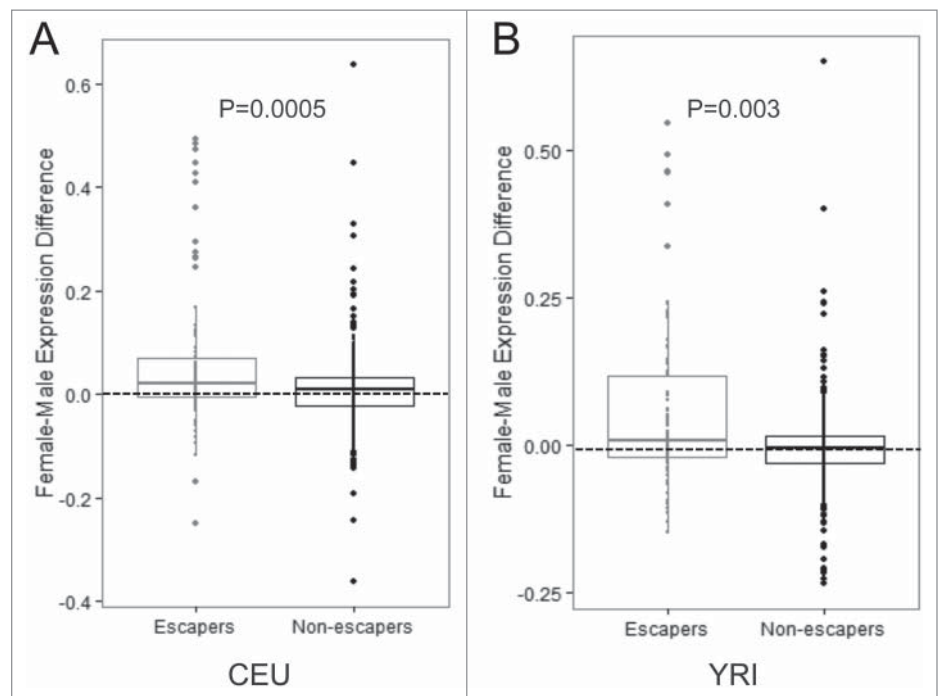 A
P=0.0005
Female-Male Expression Difference
0.6
0.4
0.2
0.0
-0.2
-0.4
Escapers Non-escapers
CEU
B
P=0.003
Female-Male Expression Difference
0.50
0.25
0.00
-0.25
Escapers Non-escapers
YRI